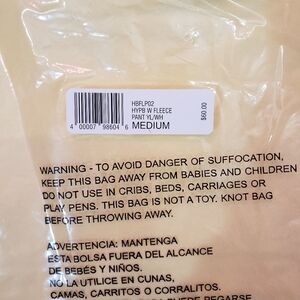 HBFLP02
HYPB W FLEECE
PANT YL/WH
MEDIUM
4 00007 98604 6
$60.00
WARNING - TO AVOID DANGER OF SUFFOCATION,
KEEP THIS BAG AWAY FROM BABIES AND CHILDREN
DO NOT USE IN CRIBS, BEDS, CARRIAGES OR
PLAY PENS. THIS BAG IS NOT A TOY. KNOT BAG
BEFORE THROWING AWAY.
ADVERTENCIA: MANTENGA
ESTA BOLSA FUERA DEL ALCANCE
DE BEBÉS Y NIÑOS.
NO LA UTILICE EN CUNAS,
CAMAS, CARRITOS O CORRALITOS.
PUEDE PEGARSE